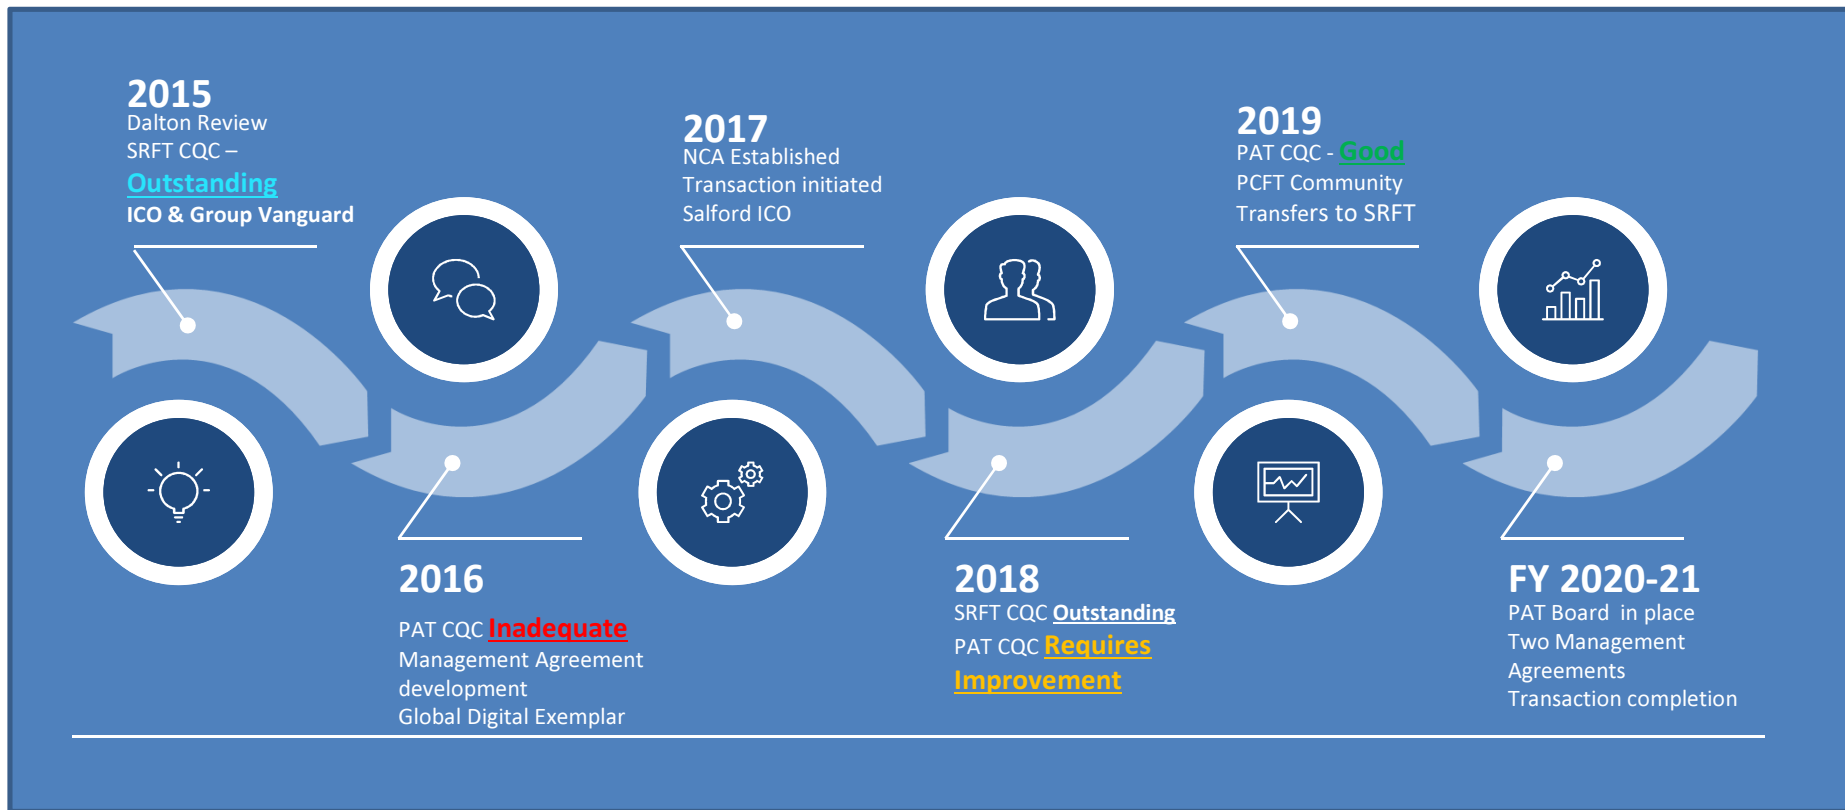 2015
Dalton Review
SRFT CQC –
Outstanding
ICO & Group Vanguard
2016
PAT CQC Inadequate
Management Agreement
development
Global Digital Exemplar
2017
NCA Established
Transaction initiated
Salford ICO
2018
SRFT CQC Outstanding
PAT CQC Requires
Improvement
2019
PAT CQC - Good
PCFT Community
Transfers to SRFT
FY 2020-21
PAT Board in place
Two Management
Agreements
Transaction completion